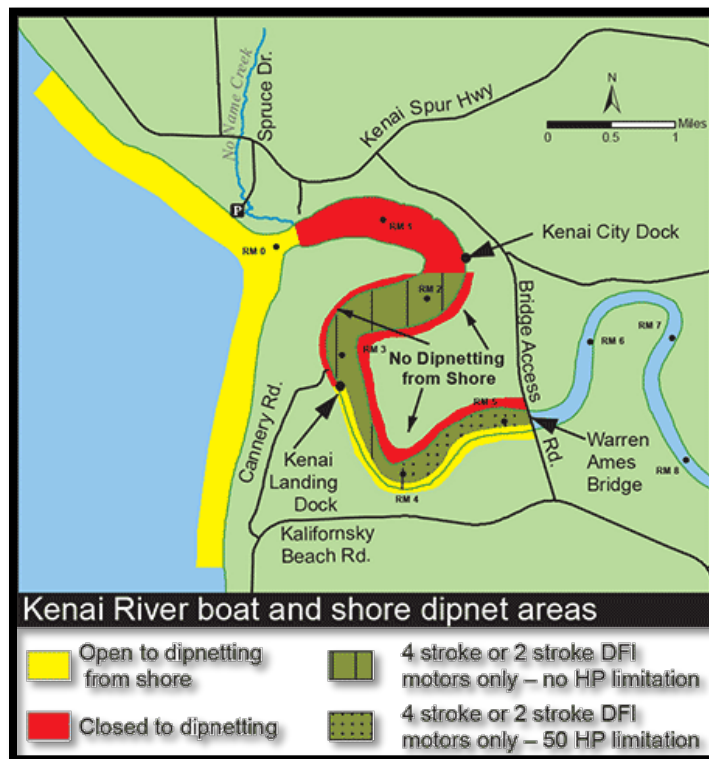 No Name Creek
Spruce Dr.
Kenai Spur Hwy
N
Miles
0 0.5 1
P
RM 0
RM 1
Kenai City Dock
RM 2
Bridge Access
Rd.
RM 3
No Dipnetting
from Shore
RM 6
RM 7
Cannery Rd.
Kenai
Landing
Dock
RM 4
RM 5
Warren
Ames
Bridge
RM 8
Kalifornsky
Beach Rd.
Kenai River boat and shore dipnet areas
Open to dipnetting
from shore
4 stroke or 2 stroke DFI
motors only – no HP limitation
Closed to dipnetting
4 stroke or 2 stroke DFI
motors only – 50 HP limitation